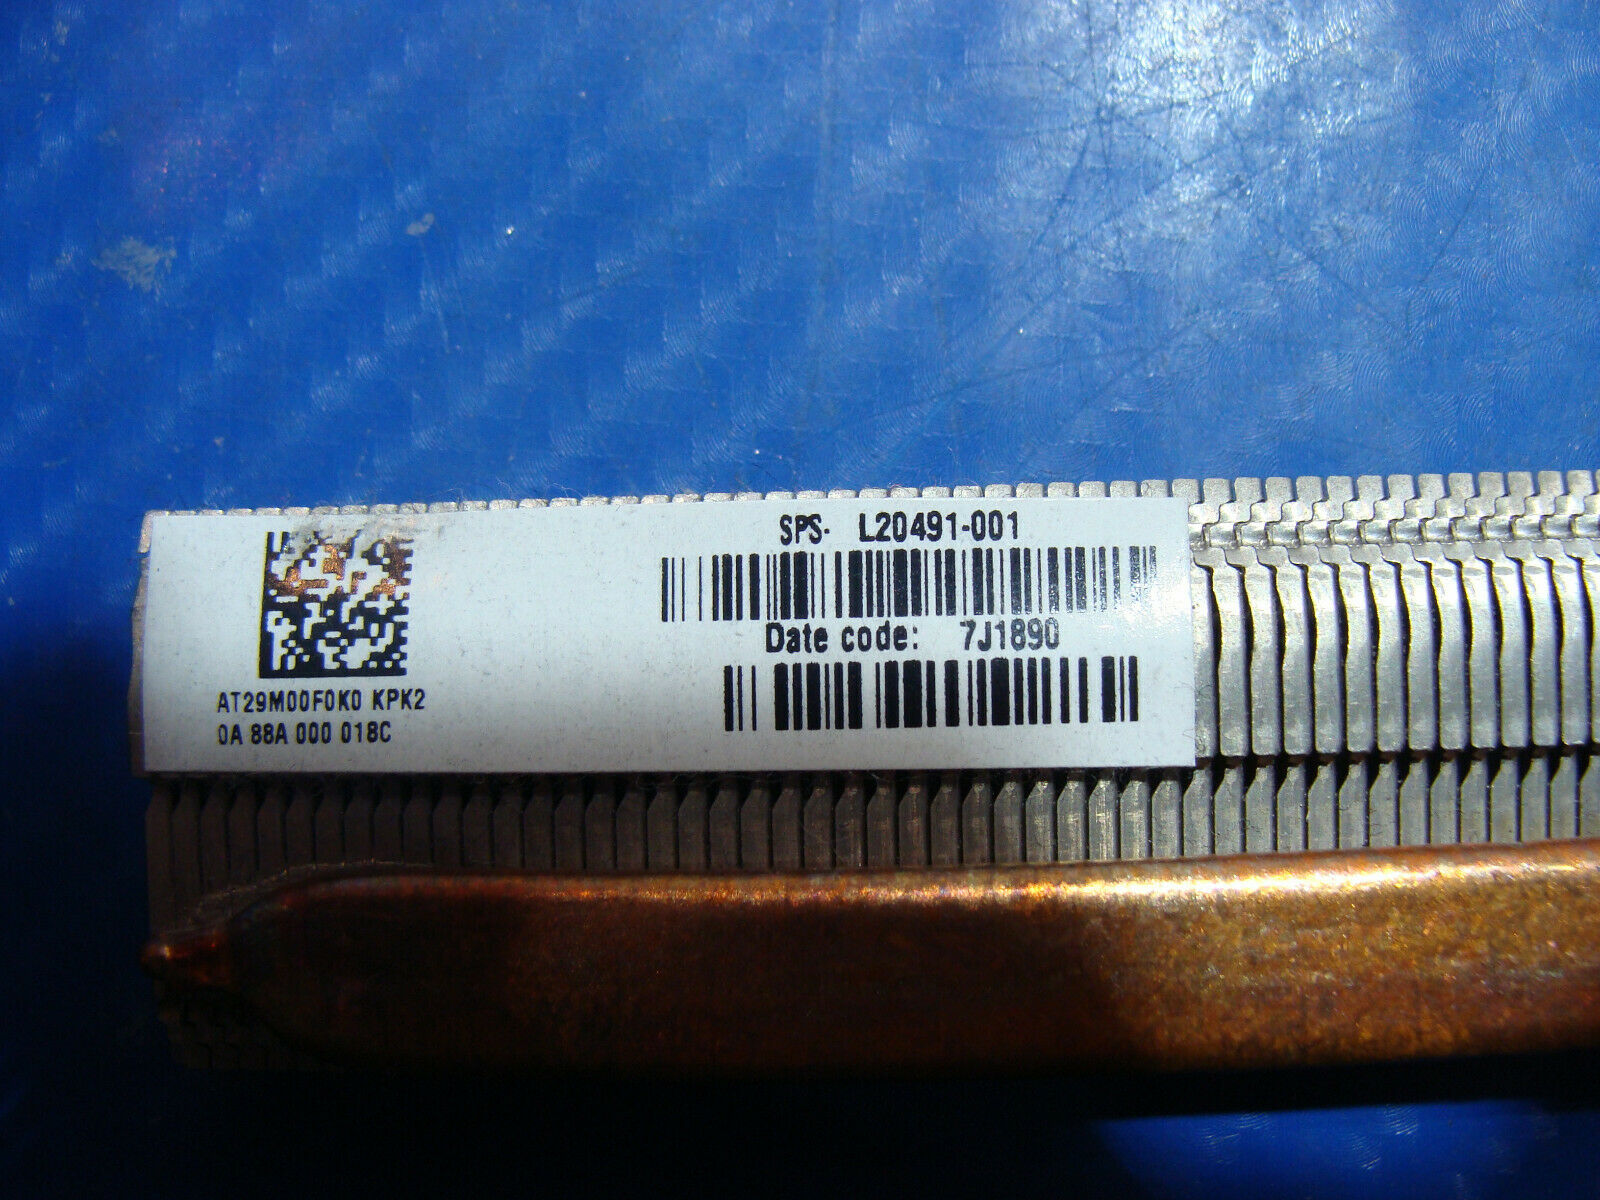 SPS- L20491-001
Date code: 7J1890
AT29M00F0K0 KPK2
0A 88A 000 018C